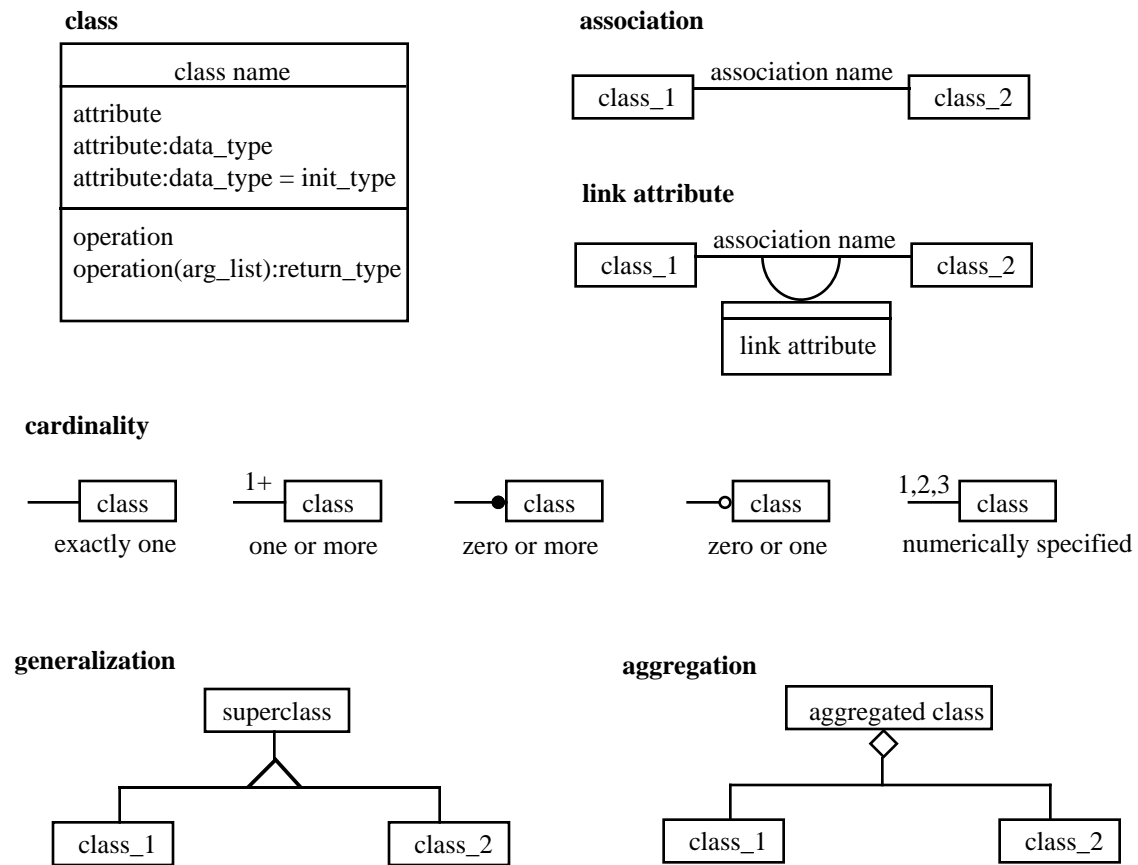 class
class name
attribute
attribute:data_type
attribute:data_type = init_type
operation
operation(arg_list):return_type
association
association name
class_1
class_2
link attribute
association name
class_1
class_2
link attribute
cardinality
class
exactly one
1+
class
one or more
class
zero or more
class
zero or one
1,2,3
class
numerically specified
generalization
superclass
class_1
class_2
aggregation
aggregated class
class_1
class_2